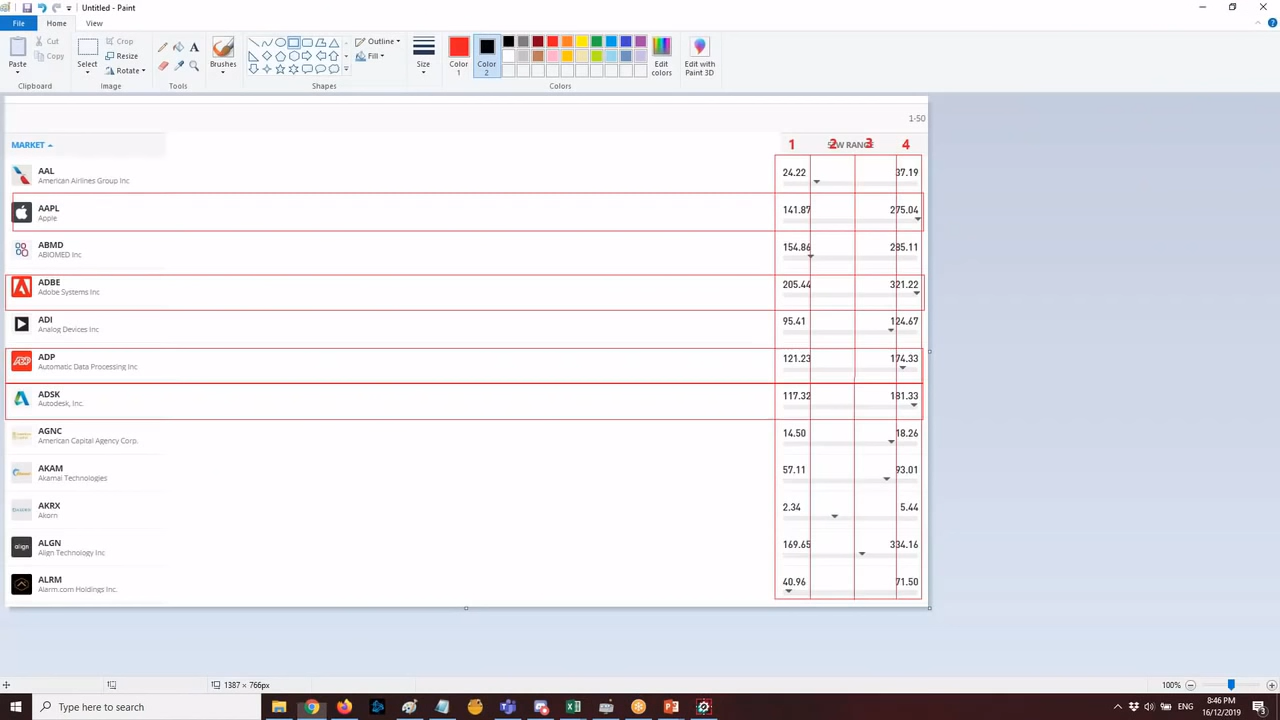 Untitled - Paint
File Home View
Paste
Cut
Copy
Clipboard
Select
Crop
Resize
Rotate
Image
A
Tools
Brushes
Outline
Fill
Shapes
Size
Color 1
Color 2
Edit colors
Colors
Edit with Paint 3D
1-50
MARKET
1 2 3 4
AAL
American Airlines Group Inc
24.22 37.19
AAPL
Apple
141.87 275.04
ABMD
ABIOMED Inc
154.86 285.11
ADBE
Adobe Systems Inc
205.44 321.22
ADI
Analog Devices Inc
95.41 124.67
ADP
Automatic Data Processing Inc
121.23 174.33
ADSK
Autodesk, Inc.
117.32 181.33
AGNC
American Capital Agency Corp.
14.50 18.26
AKAM
Akamai Technologies
57.11 93.01
AKRX
Akorn
2.34 5.44
align
ALGN
Align Technology Inc
169.65 334.16
ALRM
Alarm.com Holdings Inc.
40.96 71.50
1387 × 766px
100%
Type here to search
8:46 PM
16/12/2019